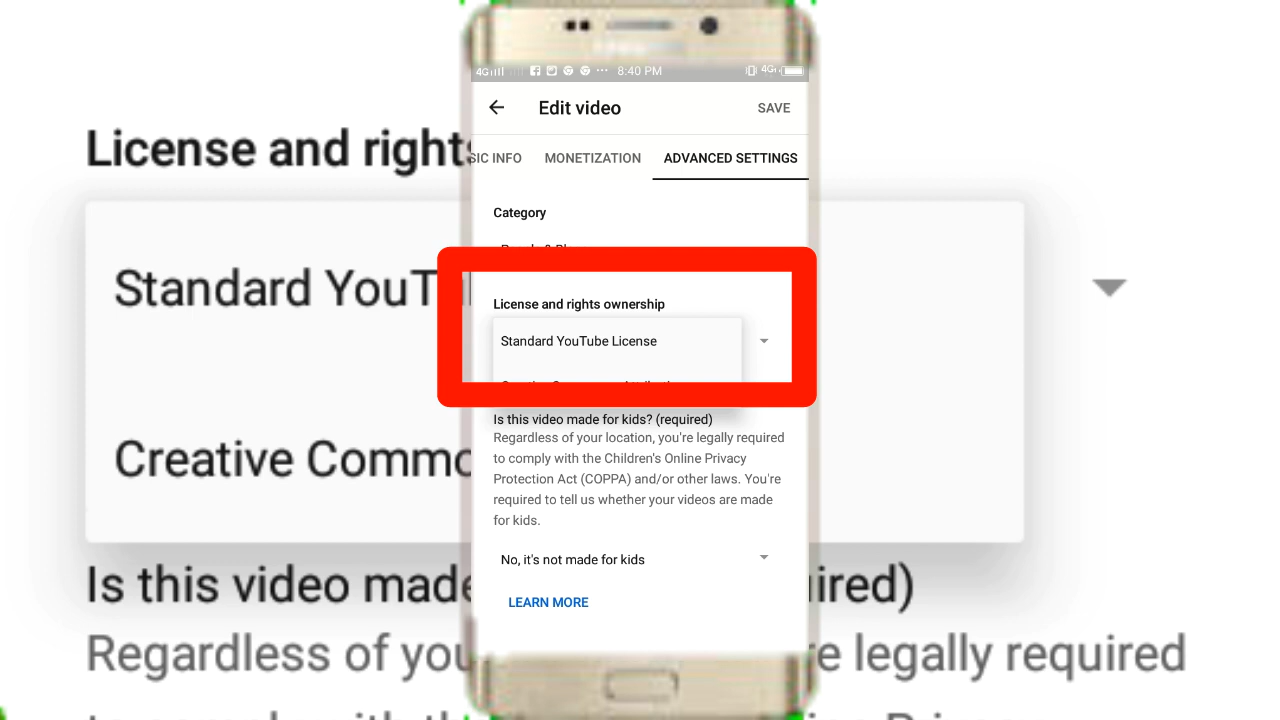 4G
8:40 PM
4G
Edit video
SAVE
SIC INFO
MONETIZATION
ADVANCED SETTINGS
Category
License and rights ownership
Standard YouTube License
Is this video made for kids? (required)
Regardless of your location, you're legally required
to comply with the Children's Online Privacy
Protection Act (COPPA) and/or other laws. You're
required to tell us whether your videos are made
for kids.
No, it's not made for kids
LEARN MORE
License and rights
Standard YouT
Creative Commo
Is this video made
ired)
Regardless of you
re legally required